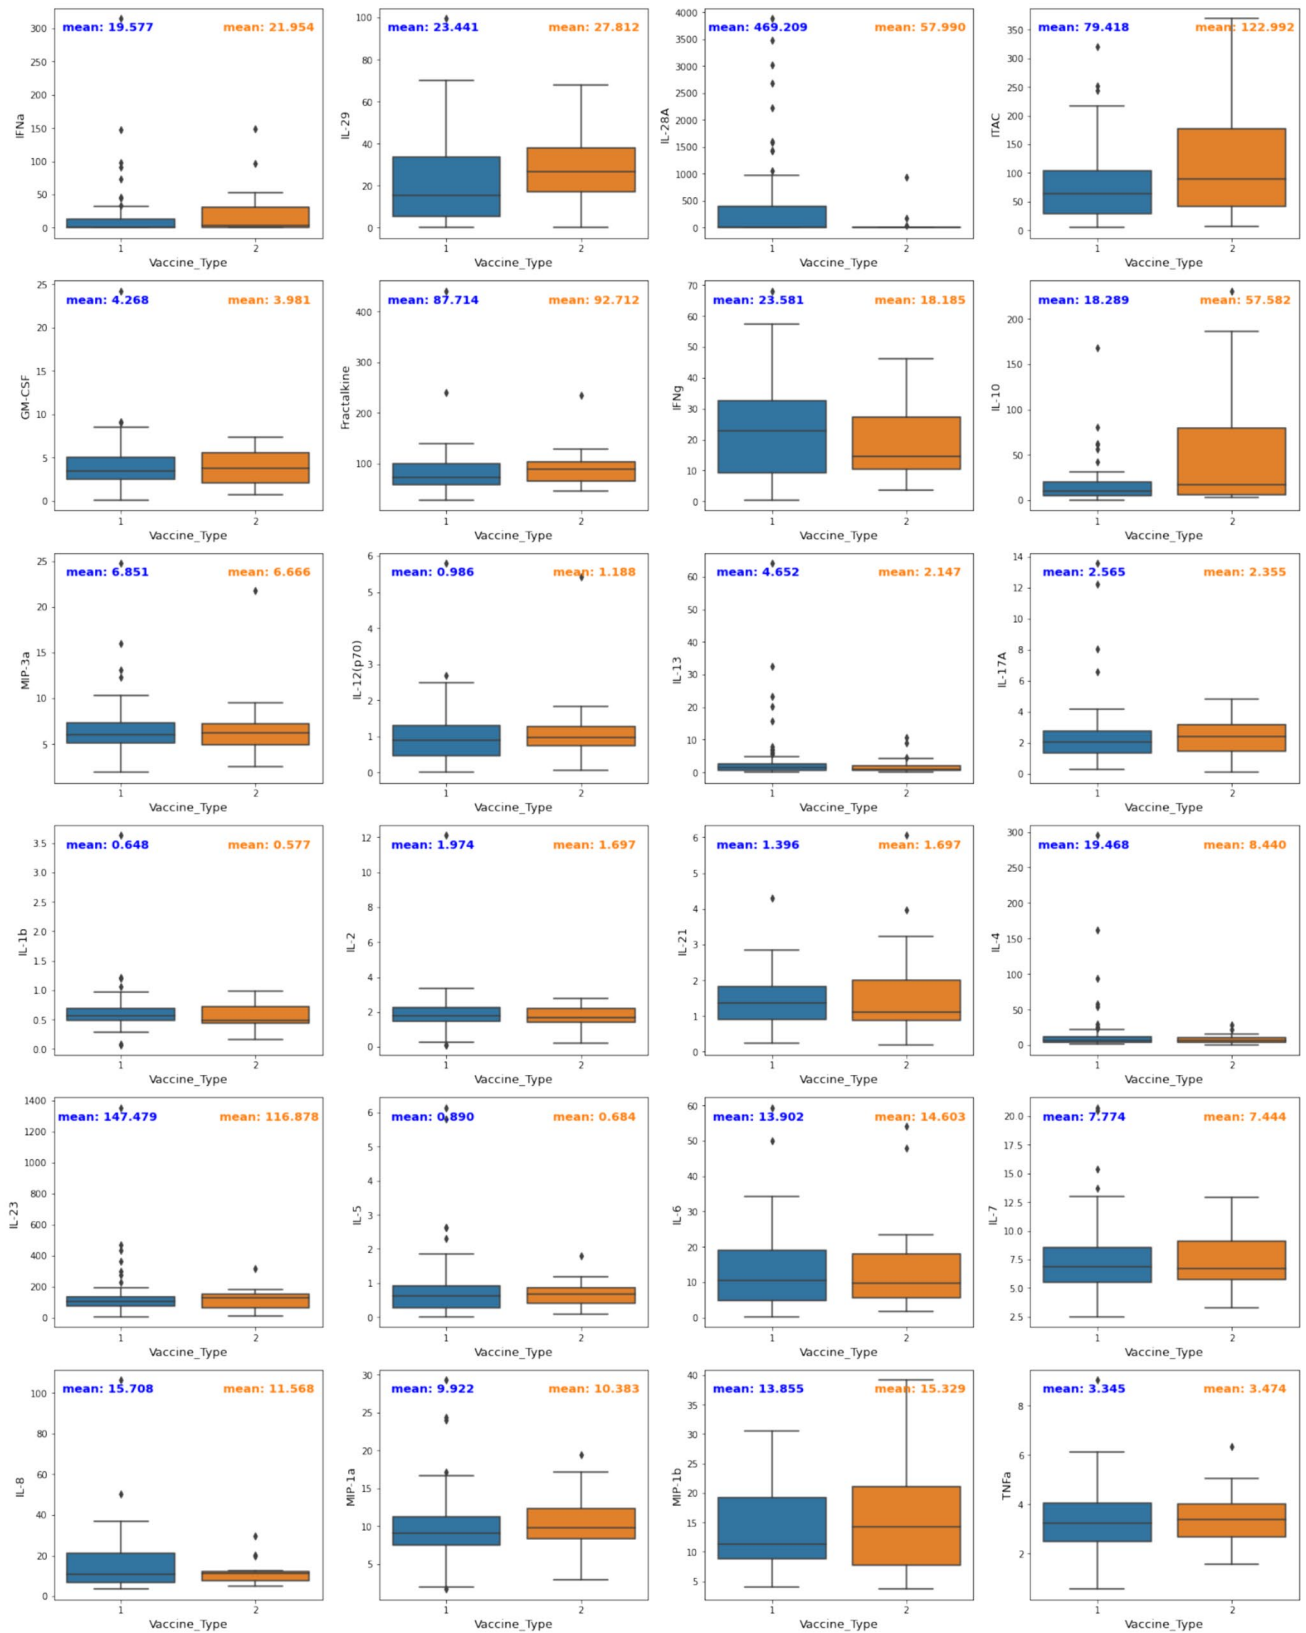 mean: 19.577 mean: 21.954
300
250
200
150
100
50
0
IFNa
1 2
Vaccine_Type
mean: 23.441 mean: 27.812
100
80
60
40
20
0
IL-29
1 2
Vaccine_Type
mean: 469.209 mean: 57.990
4000
3500
3000
2500
2000
1500
1000
500
0
IL-28A
1 2
Vaccine_Type
mean: 79.418 mean: 122.992
350
300
250
200
150
100
50
0
ITAC
1 2
Vaccine_Type
mean: 4.268 mean: 3.981
25
20
15
10
5
0
GM-CSF
1 2
Vaccine_Type
mean: 87.714 mean: 92.712
400
300
200
100
Fractalkine
1 2
Vaccine_Type
mean: 23.581 mean: 18.185
70
60
50
40
30
20
10
0
IFNg
1 2
Vaccine_Type
mean: 18.289 mean: 57.582
200
150
100
50
0
IL-10
1 2
Vaccine_Type
mean: 6.851 mean: 6.666
25
20
15
10
5
MIP-3a
1 2
Vaccine_Type
mean: 0.986 mean: 1.188
6
5
4
3
2
1
0
IL-12(p70)
1 2
Vaccine_Type
mean: 4.652 mean: 2.147
60
50
40
30
20
10
0
IL-13
1 2
Vaccine_Type
mean: 2.565 mean: 2.355
14
12
10
8
6
4
2
0
IL-17A
1 2
Vaccine_Type
mean: 0.648 mean: 0.577
3.5
3.0
2.5
2.0
1.5
1.0
0.5
0.0
IL-1b
1 2
Vaccine_Type
mean: 1.974 mean: 1.697
12
10
8
6
4
2
0
IL-2
1 2
Vaccine_Type
mean: 1.396 mean: 1.697
6
5
4
3
2
1
0
IL-21
1 2
Vaccine_Type
mean: 19.468 mean: 8.440
300
250
200
150
100
50
0
IL-4
1 2
Vaccine_Type
mean: 147.479 mean: 116.878
1400
1200
1000
800
600
400
200
0
IL-23
1 2
Vaccine_Type
mean: 0.890 mean: 0.684
6
5
4
3
2
1
0
IL-5
1 2
Vaccine_Type
mean: 13.902 mean: 14.603
60
50
40
30
20
10
0
IL-6
1 2
Vaccine_Type
mean: 7.774 mean: 7.444
20.0
17.5
15.0
12.5
10.0
7.5
5.0
2.5
IL-7
1 2
Vaccine_Type
mean: 15.708 mean: 11.568
100
80
60
40
20
0
IL-8
1 2
Vaccine_Type
mean: 9.922 mean: 10.383
30
25
20
15
10
5
MIP-1a
1 2
Vaccine_Type
mean: 13.855 mean: 15.329
40
35
30
25
20
15
10
5
MIP-1b
1 2
Vaccine_Type
mean: 3.345 mean: 3.474
8
6
4
2
TNFa
1 2
Vaccine_Type